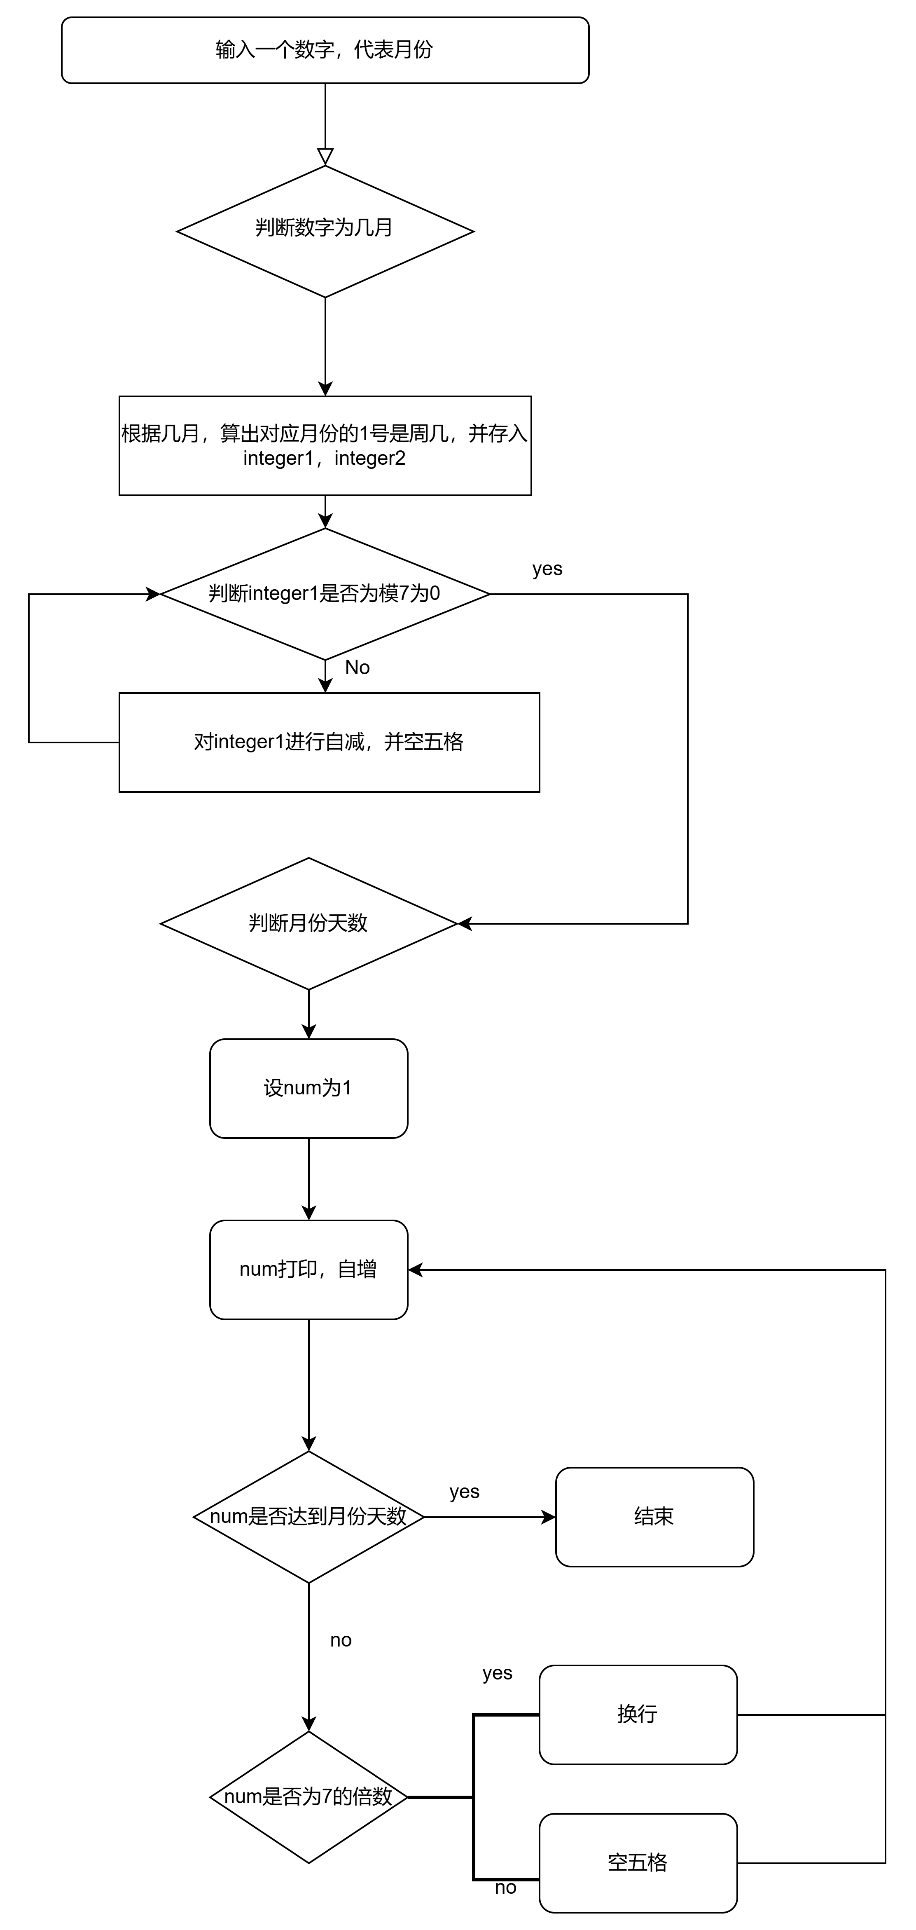 输入一个数字，代表月份
判断数字为几月
根据几月，算出对应月份的1号是周几，并存入
integer1，integer2
判断integer1是否为模7为0
yes
No
对integer1进行自减，并空五格
判断月份天数
设num为1
num打印，自增
num是否达到月份天数
yes
结束
no
yes
换行
num是否为7的倍数
空五格
no